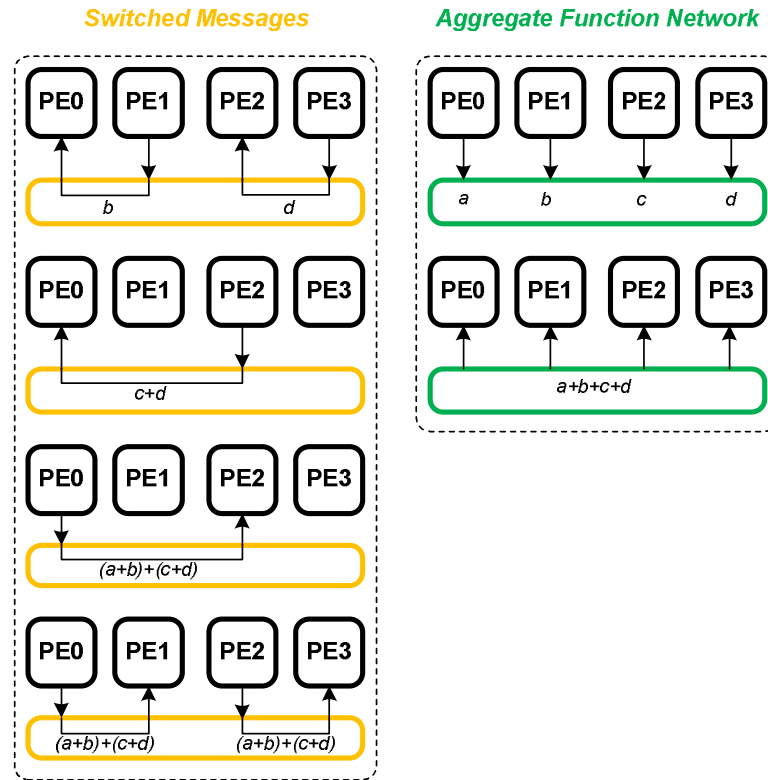 Switched Messages
PE0 PE1 PE2 PE3
b d
PE0 PE1 PE2 PE3
c+d
PE0 PE1 PE2 PE3
(a+b)+(c+d)
PE0 PE1 PE2 PE3
(a+b)+(c+d) (a+b)+(c+d)
Aggregate Function Network
PE0 PE1 PE2 PE3
a b c d
PE0 PE1 PE2 PE3
a+b+c+d